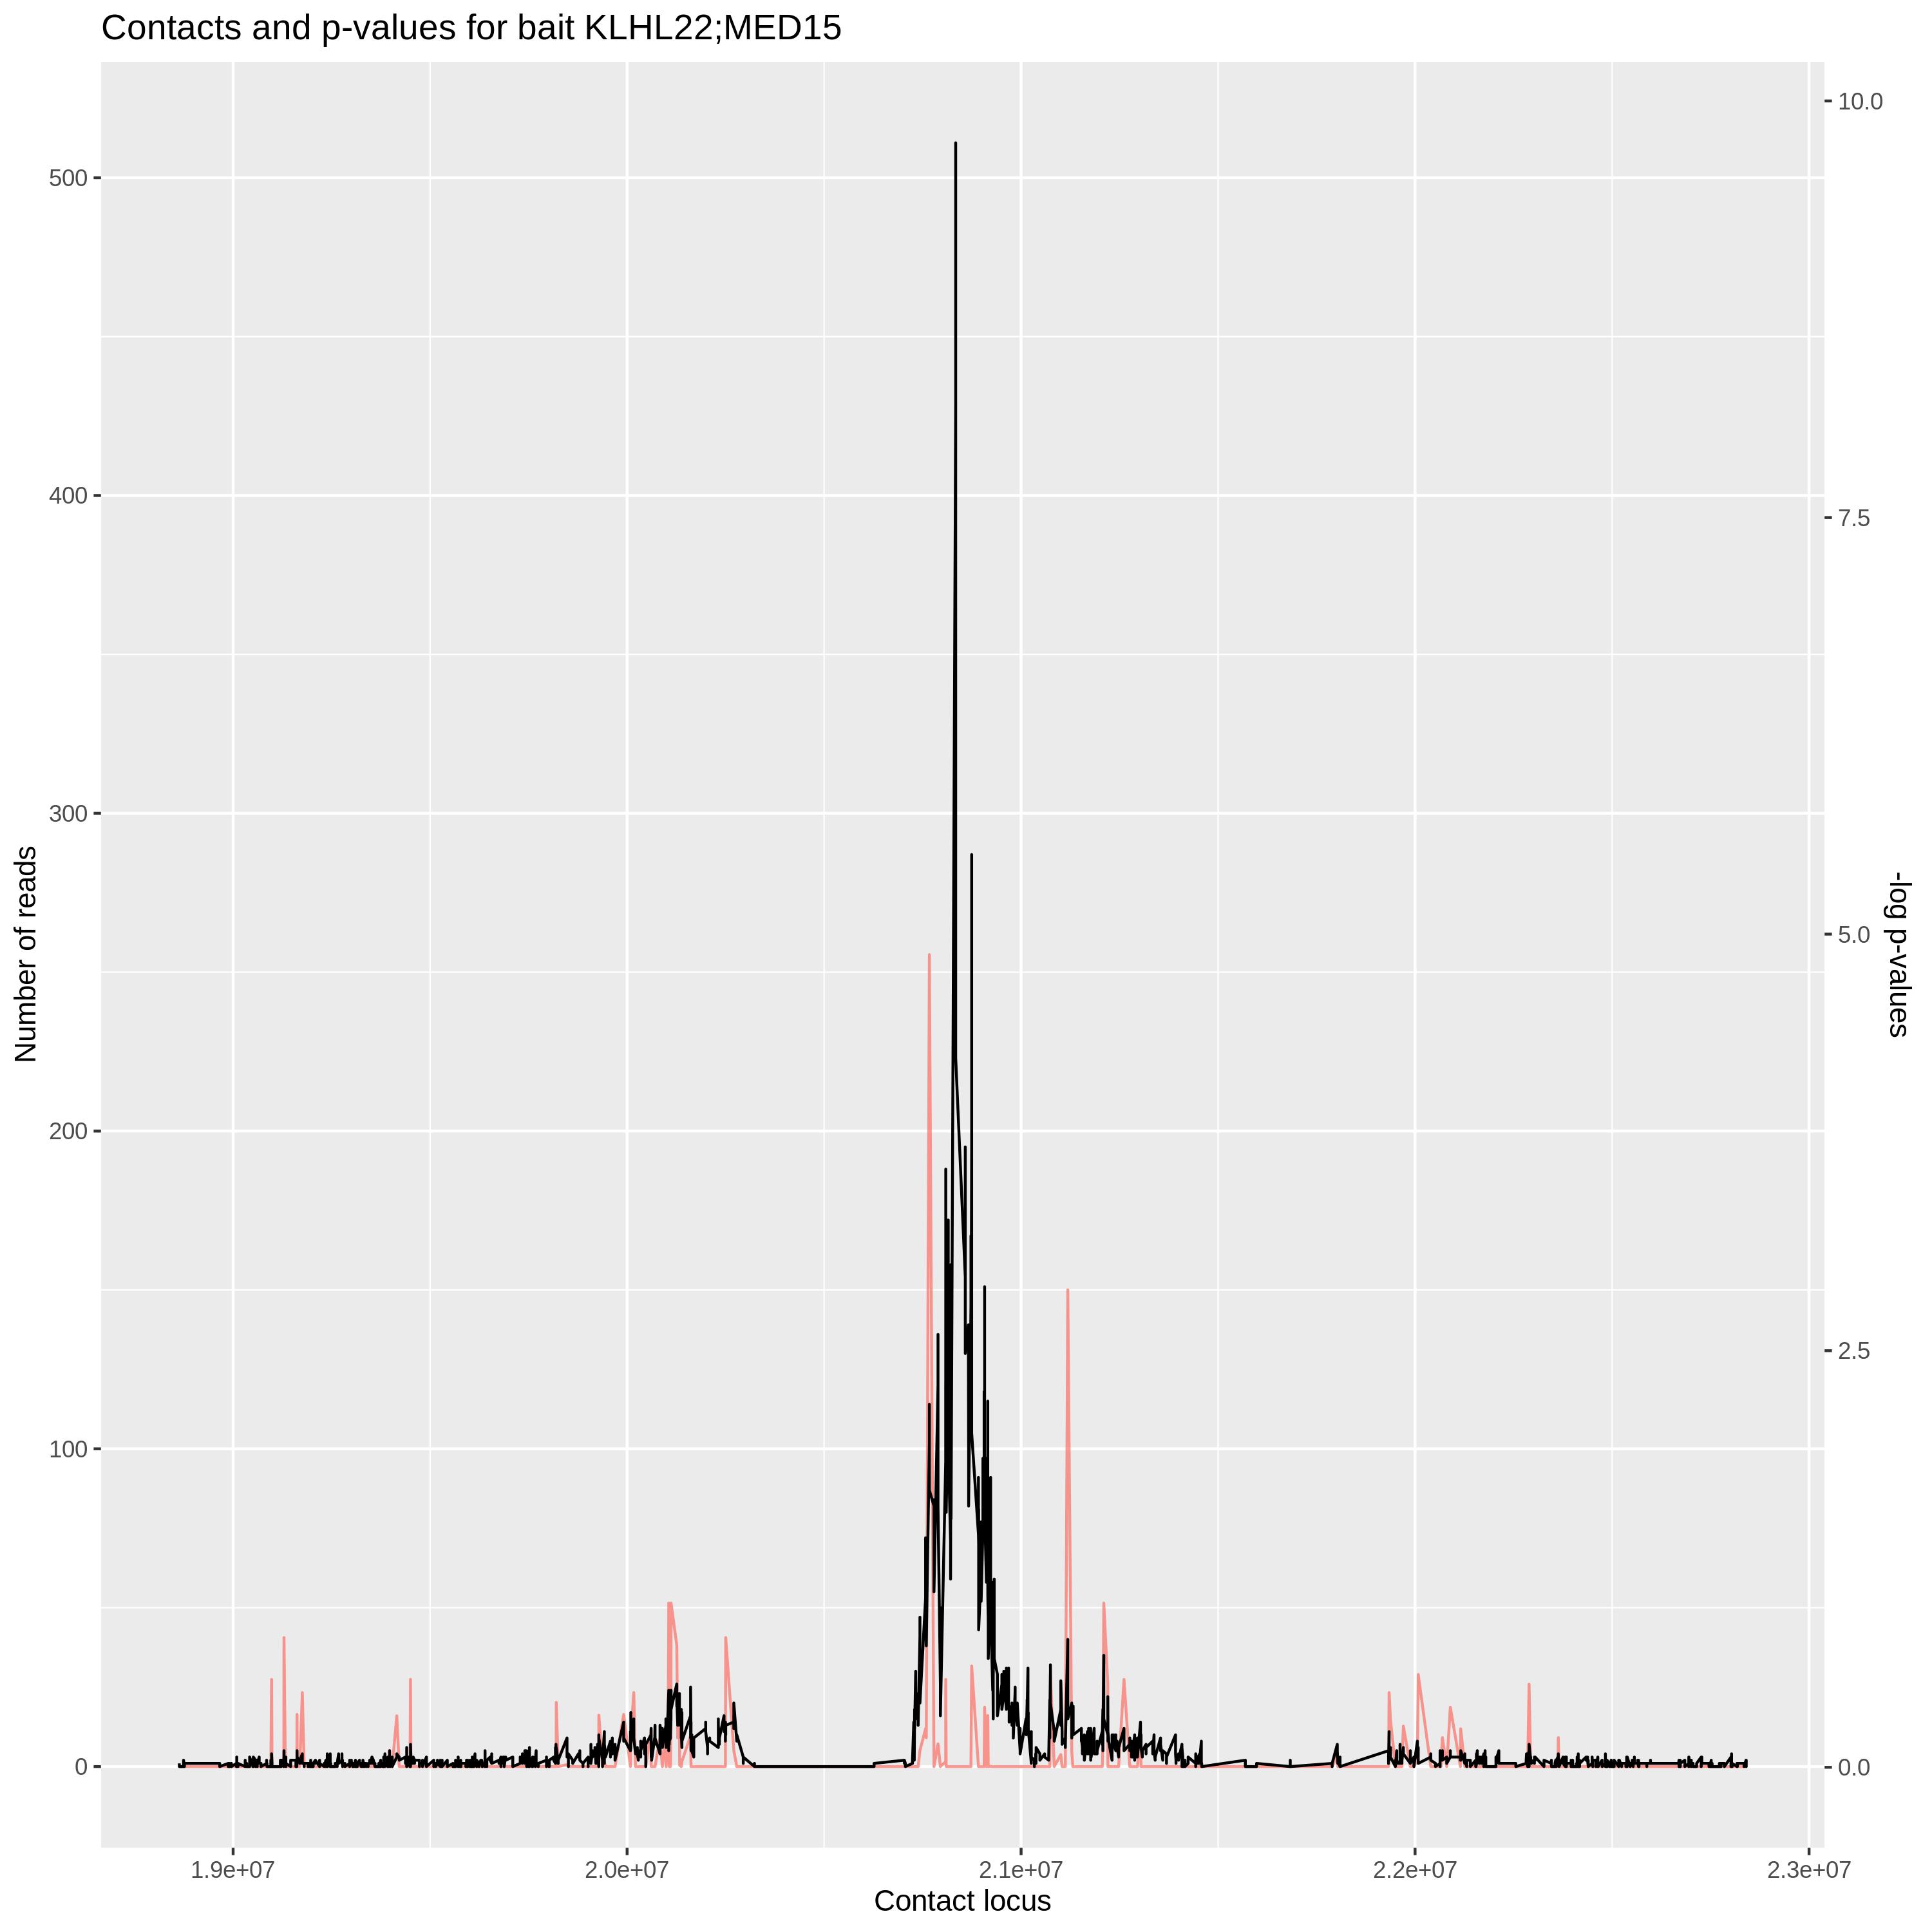 Contacts and p-values for bait KLHL22;MED15
500
400
300
200
100
0
Number of reads
10.0
7.5
5.0
2.5
0.0
-log p-values
1.9e+07
2.0e+07
2.1e+07
2.2e+07
2.3e+07
Contact locus